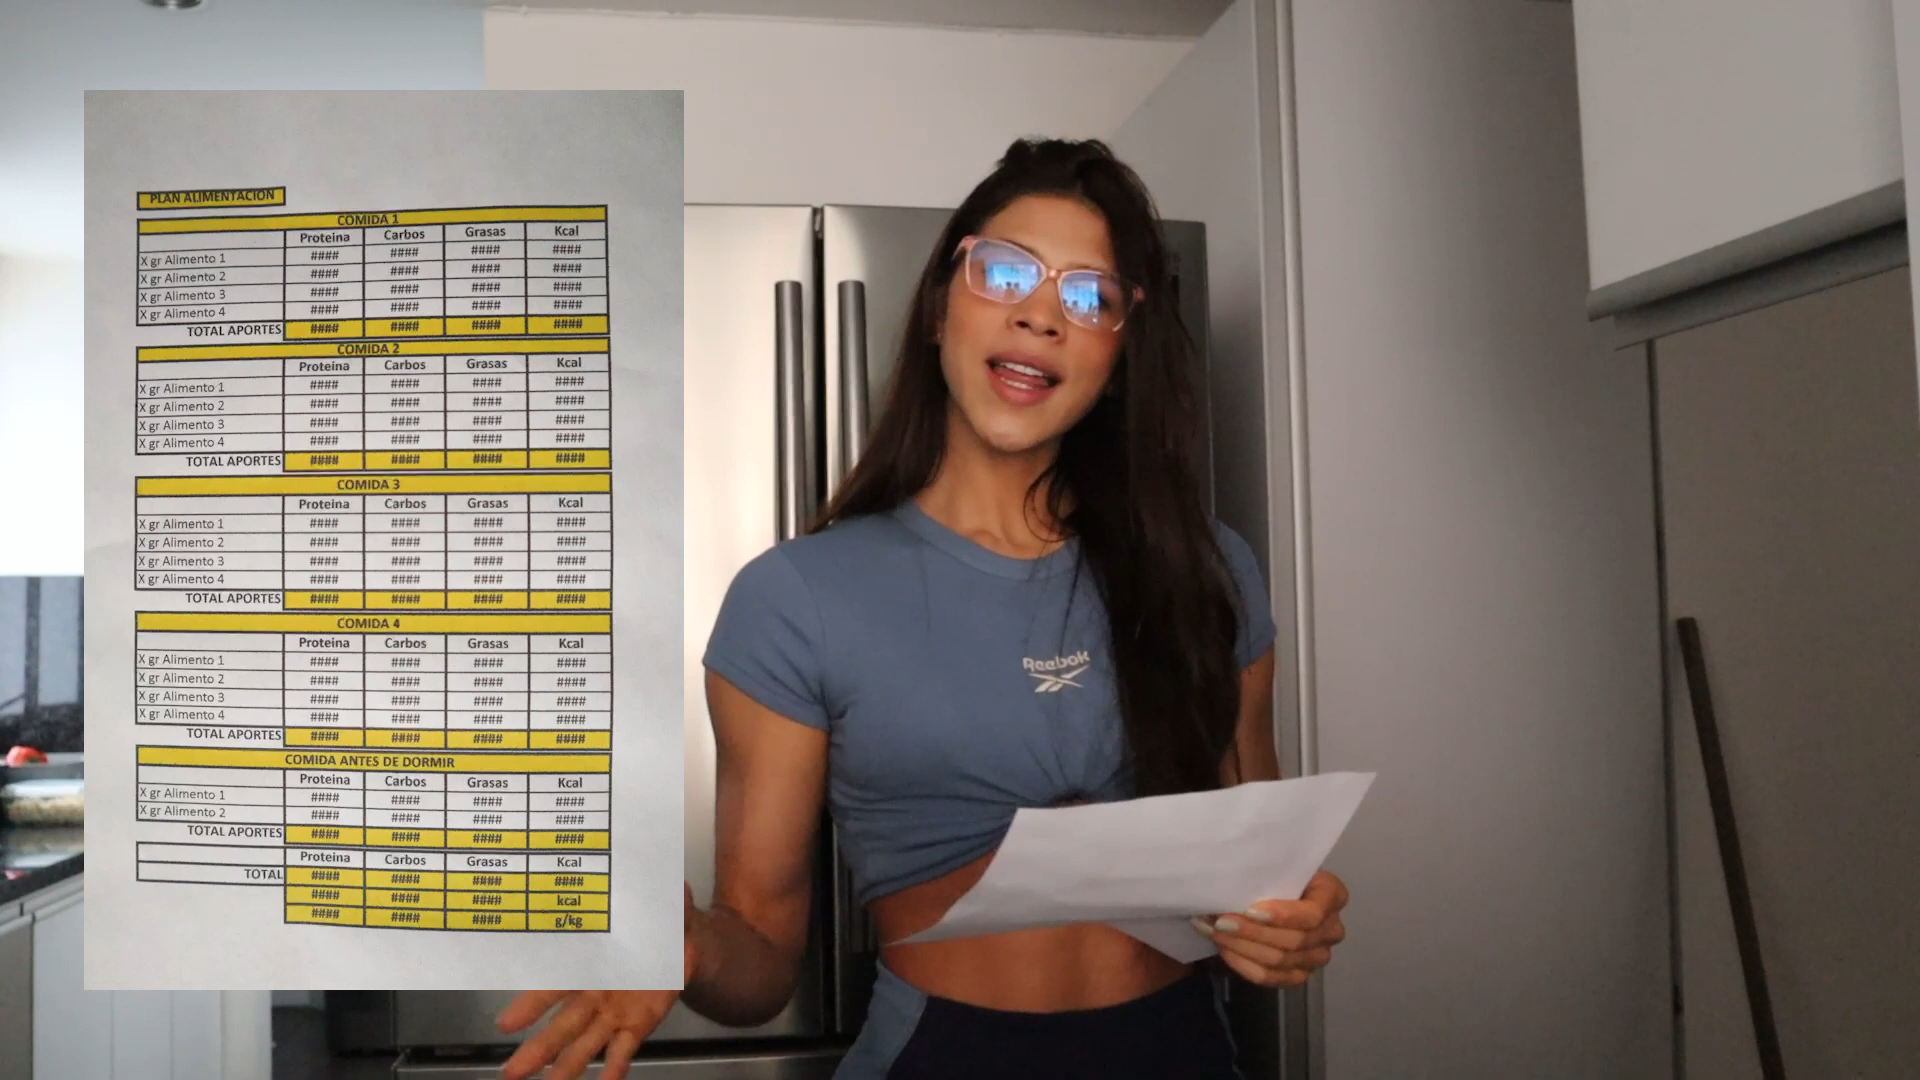 PLAN ALIMENTACION
COMIDA 1
Proteina Carbos Grasas Kcal
X gr Alimento 1 #### #### #### ####
X gr Alimento 2 #### #### #### ####
X gr Alimento 3 #### #### #### ####
X gr Alimento 4 #### #### #### ####
TOTAL APORTES #### #### #### ####
COMIDA 2
Proteina Carbos Grasas Kcal
X gr Alimento 1 #### #### #### ####
X gr Alimento 2 #### #### #### ####
X gr Alimento 3 #### #### #### ####
X gr Alimento 4 #### #### #### ####
TOTAL APORTES #### #### #### ####
COMIDA 3
Proteina Carbos Grasas Kcal
X gr Alimento 1 #### #### #### ####
X gr Alimento 2 #### #### #### ####
X gr Alimento 3 #### #### #### ####
X gr Alimento 4 #### #### #### ####
TOTAL APORTES #### #### #### ####
COMIDA 4
Proteina Carbos Grasas Kcal
X gr Alimento 1 #### #### #### ####
X gr Alimento 2 #### #### #### ####
X gr Alimento 3 #### #### #### ####
X gr Alimento 4 #### #### #### ####
TOTAL APORTES #### #### #### ####
COMIDA ANTES DE DORMIR
Proteina Carbos Grasas Kcal
X gr Alimento 1 #### #### #### ####
X gr Alimento 2 #### #### #### ####
TOTAL APORTES #### #### #### ####
Proteina Carbos Grasas Kcal
TOTAL #### #### #### ####
#### #### #### kcal
#### #### #### g/kg
Reebok